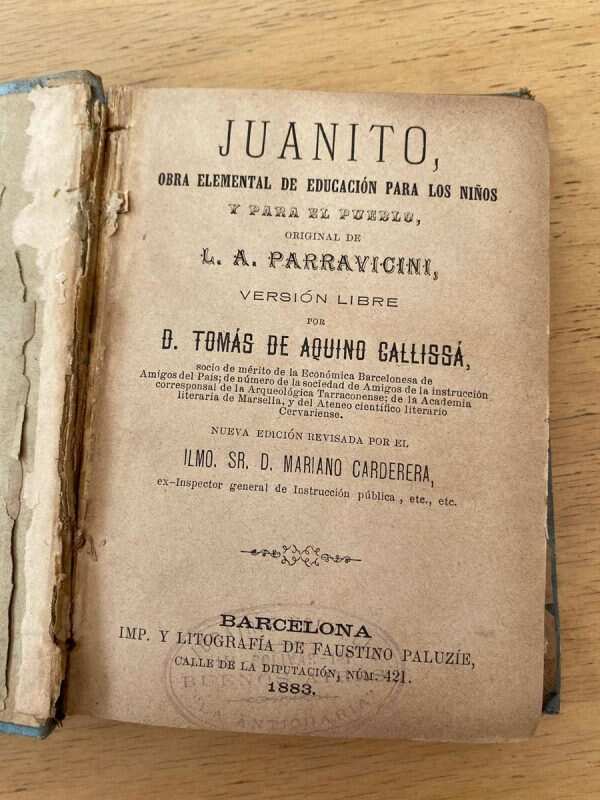 JUANITO,
OBRA ELEMENTAL DE EDUCACIÓN PARA LOS NIÑOS
Y PARA EL PUEBLO,
ORIGINAL DE
L. A. PARRAVICINI,
VERSIÓN LIBRE
POR
D. TOMÁS DE AQUINO GALLISSÁ,
socio de mérito de la Económica Barcelonesa de
Amigos del País; de número de la sociedad de Amigos de la instrucción
corresponsal de la Arqueológica Tarraconense; de la Academia
literaria de Marsella, y del Ateneo científico literario
Cervariense.
NUEVA EDICIÓN REVISADA POR EL
ILMO. SR. D. MARIANO CARDERERA,
ex-Inspector general de Instrucción pública, etc., etc.
BARCELONA
IMP. Y LITOGRAFÍA DE FAUSTINO PALUZÍE,
CALLE DE LA DIPUTACIÓN, NÚM. 421.
1883.
BUENOS AIRES
ANTICUARIA